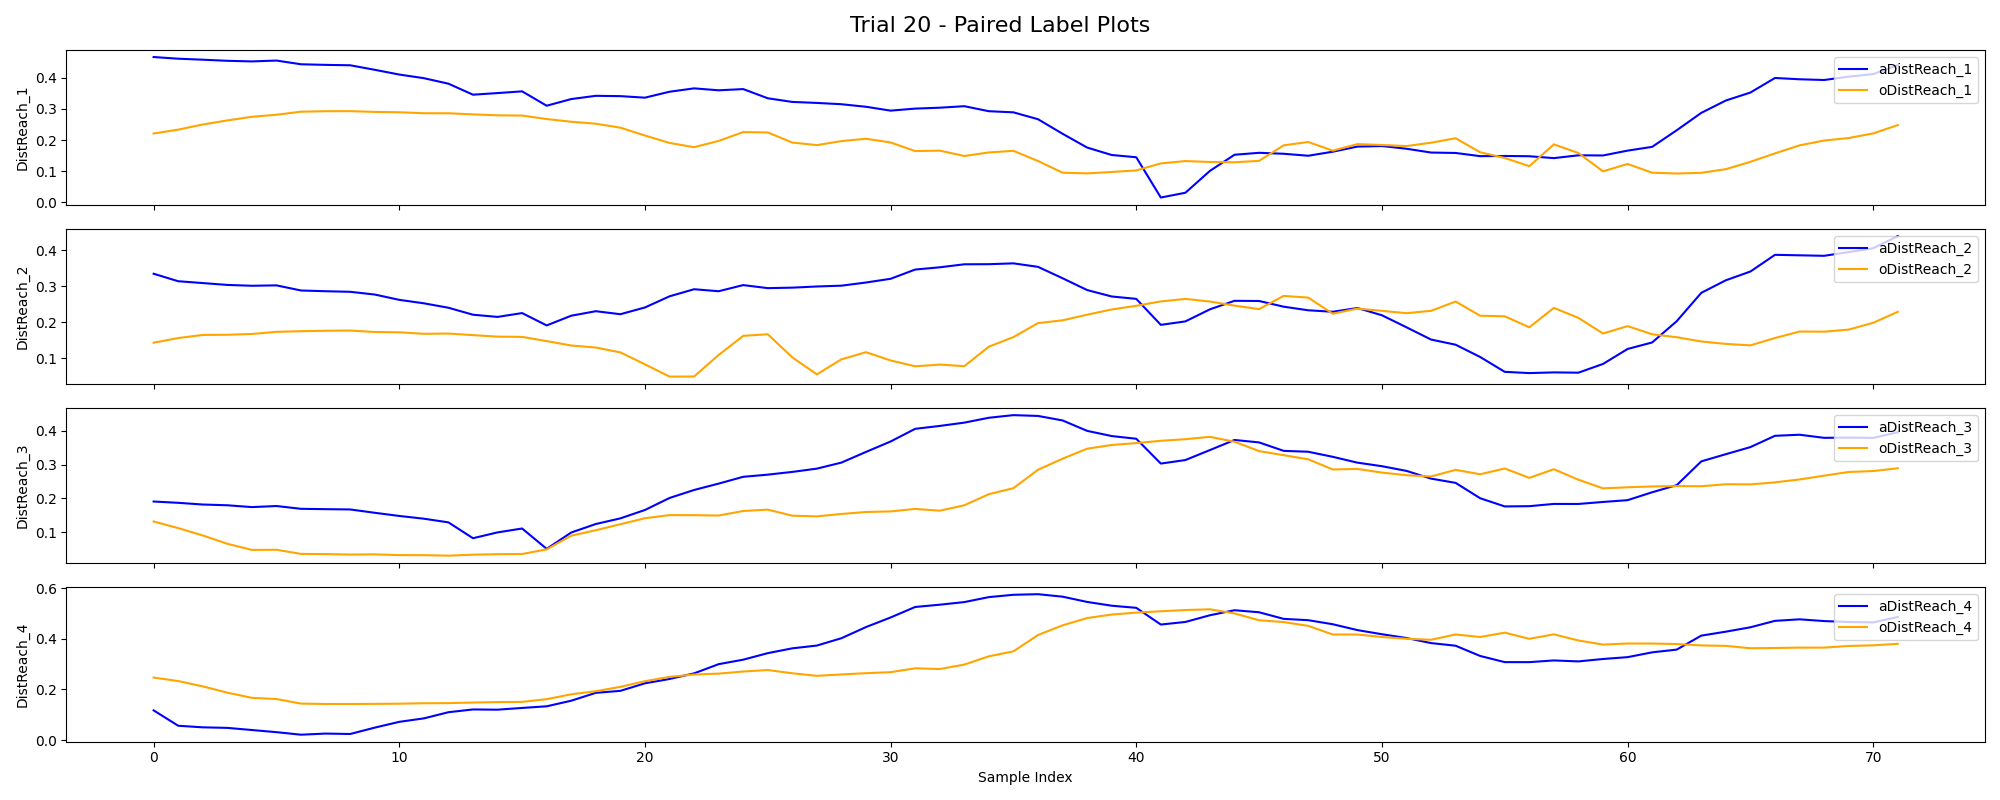 Trial 20 - Paired Label Plots
DistReach_1
0.4
0.3
0.2
0.1
0.0
aDistReach_1
oDistReach_1
DistReach_2
0.4
0.3
0.2
0.1
aDistReach_2
oDistReach_2
DistReach_3
0.4
0.3
0.2
0.1
aDistReach_3
oDistReach_3
DistReach_4
0.6
0.4
0.2
0.0
aDistReach_4
oDistReach_4
0 10 20 30 40 50 60 70
Sample Index